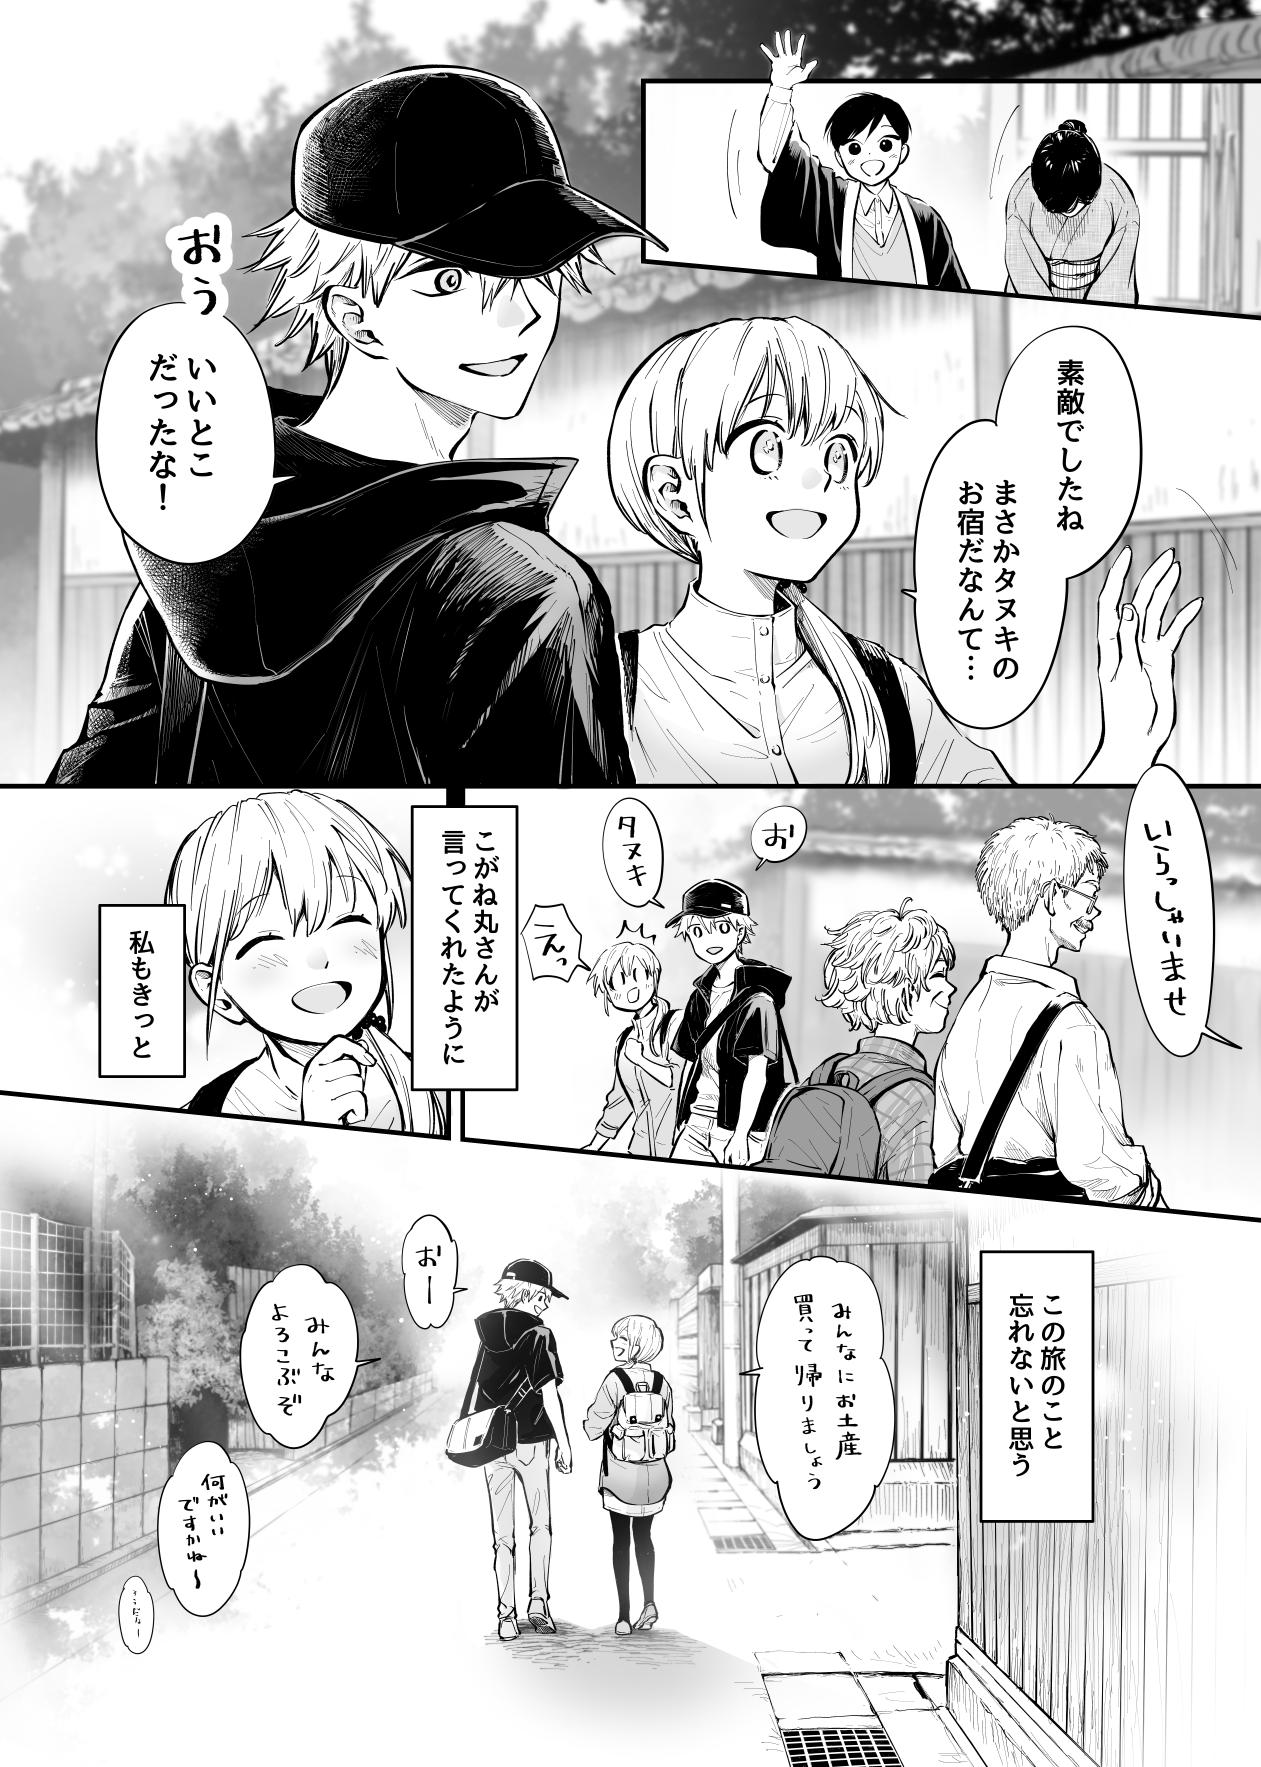 素敵でしたね
まさかタヌキの
お宿だなんて…
おぅ
いいとこ
だったな！
いらっしゃいませ
お
タヌキ
えっ
こがね丸さんが
言ってくれたように
私もきっと
この旅のこと
忘れないと思う
みんなにお土産
買って帰りましょう
おー
みんな
よろこぶぞ
何がいい
ですかね〜
そうだなー